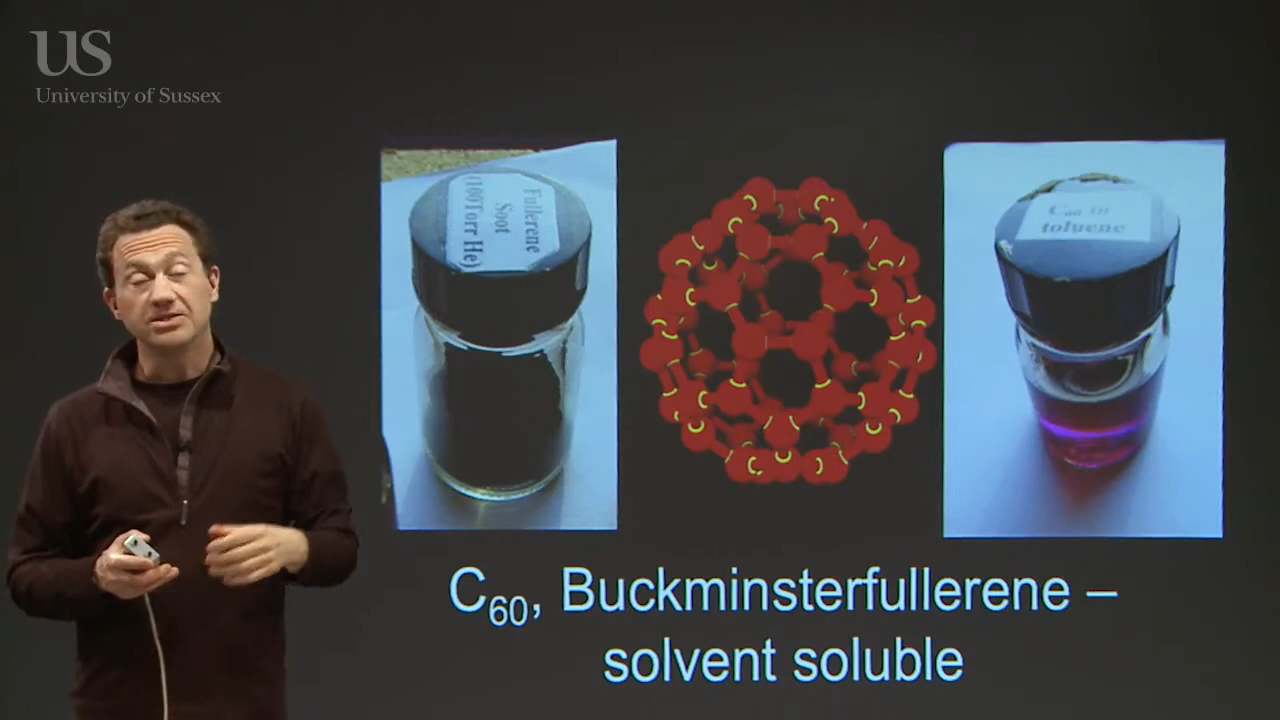 US
University of Sussex
Fullerene
Soot
(100Torr He)
C₆₀ in
toluene
C₆₀, Buckminsterfullerene –
solvent soluble